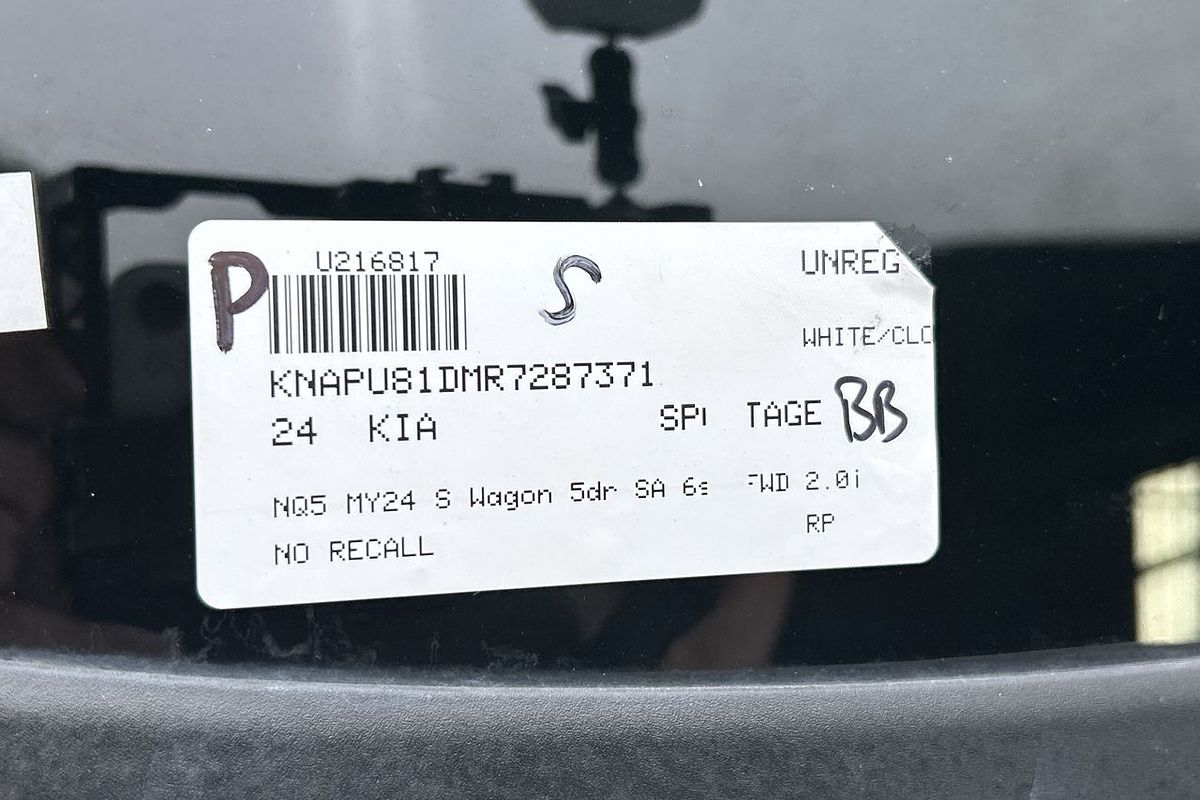 P U216817 S UNREG
WHITE/CLO
KNAPU81DMR7287371
24 KIA SP TAGE BB
NQ5 MY24 S Wagon 5dr SA 6s FWD 2.0i
RP
NO RECALL